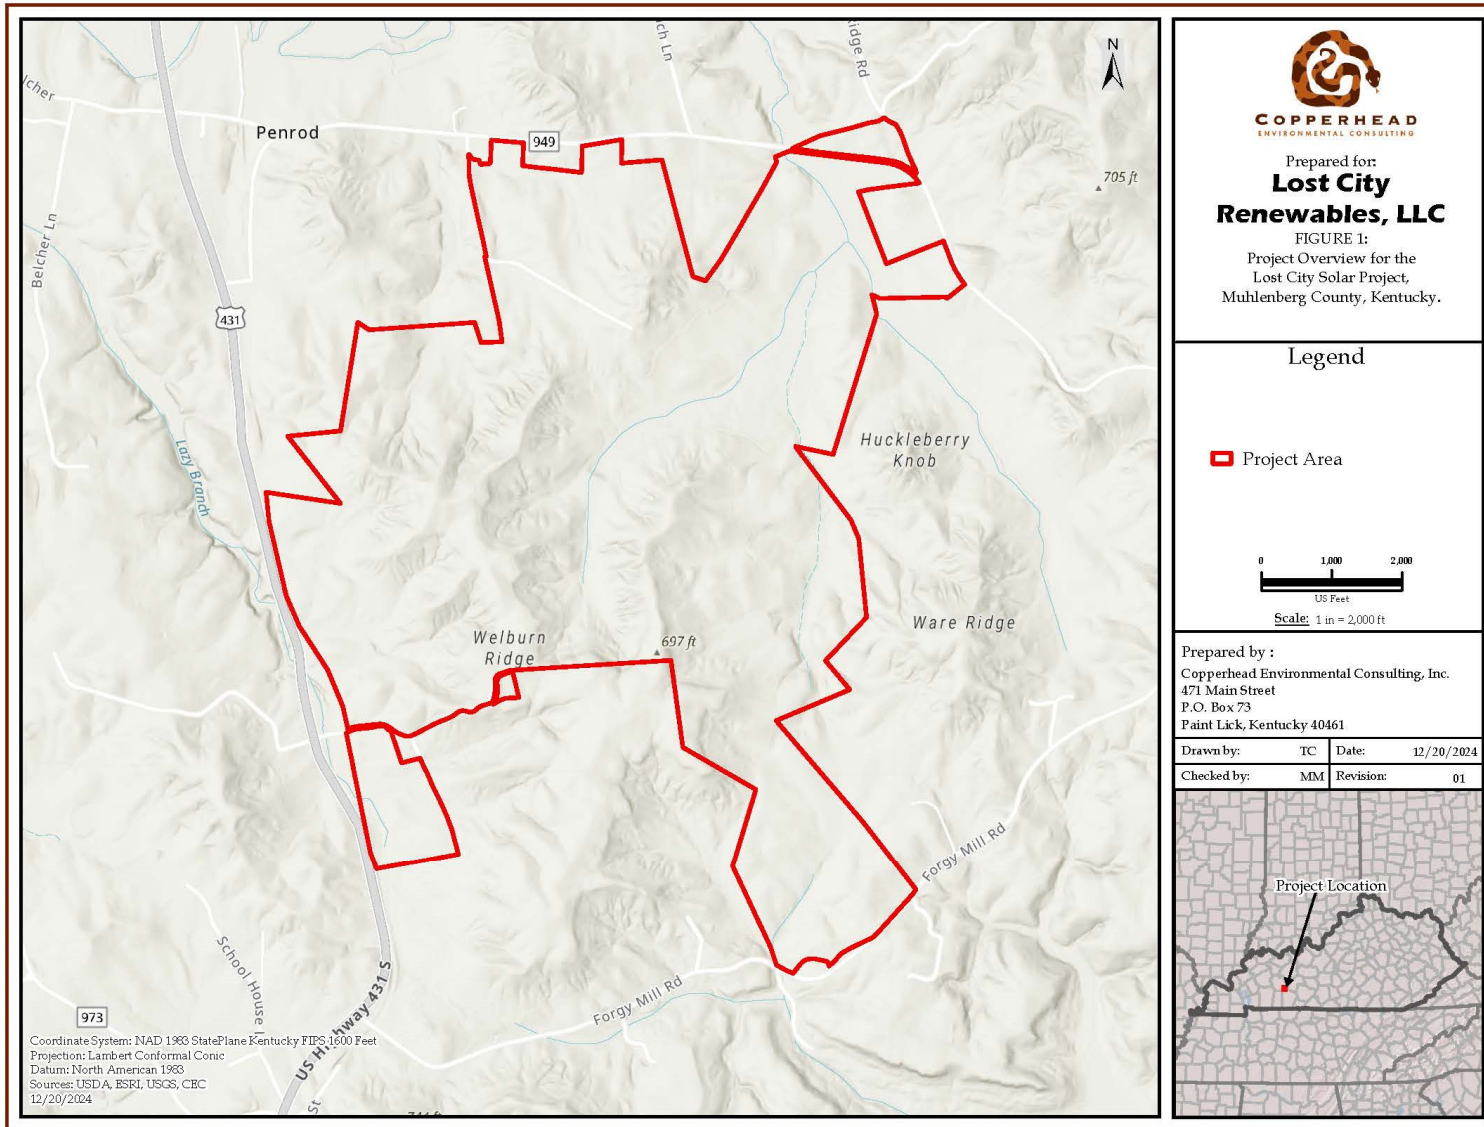 lcher
Belcher Ln
Penrod
949
ch Ln
Ridge Rd
N
705 ft
431
Lazy Branch
Huckleberry
Knob
Ware Ridge
Welburn
Ridge
697 ft
Forgy Mill Rd
Forgy Mill Rd
School House
US Highway 431 S
973
St
Coordinate System: NAD 1983 StatePlane Kentucky FIPS 1600 Feet
Projection: Lambert Conformal Conic
Datum: North American 1983
Sources: USDA, ESRI, USGS, CEC
12/20/2024
COPPERHEAD
ENVIRONMENTAL CONSULTING
Prepared for:
Lost City
Renewables, LLC
FIGURE 1:
Project Overview for the
Lost City Solar Project,
Muhlenberg County, Kentucky.
Legend
Project Area
0 1,000 2,000
US Feet
Scale: 1 in = 2,000 ft
Prepared by :
Copperhead Environmental Consulting, Inc.
471 Main Street
P.O. Box 73
Paint Lick, Kentucky 40461
Drawn by: TC Date: 12/20/2024
Checked by: MM Revision: 01
Project Location